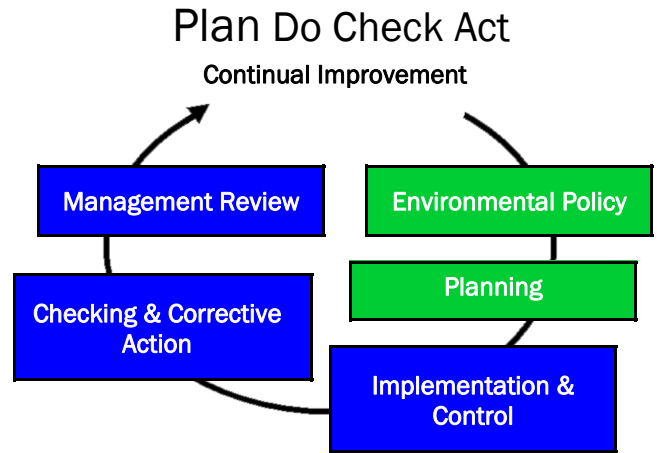 Plan Do Check Act
Continual Improvement
Management Review
Environmental Policy
Planning
Checking & Corrective
Action
Implementation &
Control